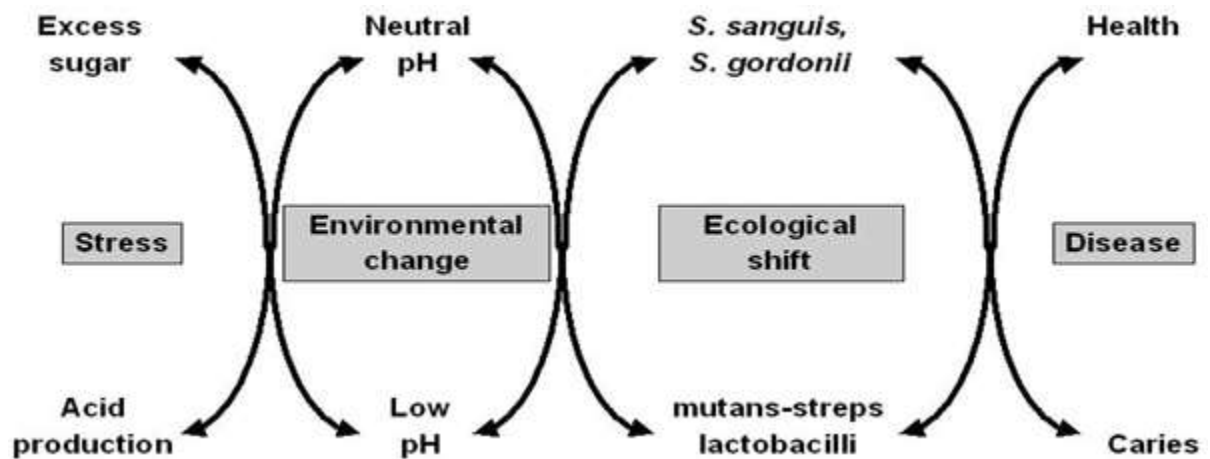 Excess
sugar
Neutral
pH
S. sanguis,
S. gordonii
Health
Stress
Environmental
change
Ecological
shift
Disease
Acid
production
Low
pH
mutans-streps
lactobacilli
Caries